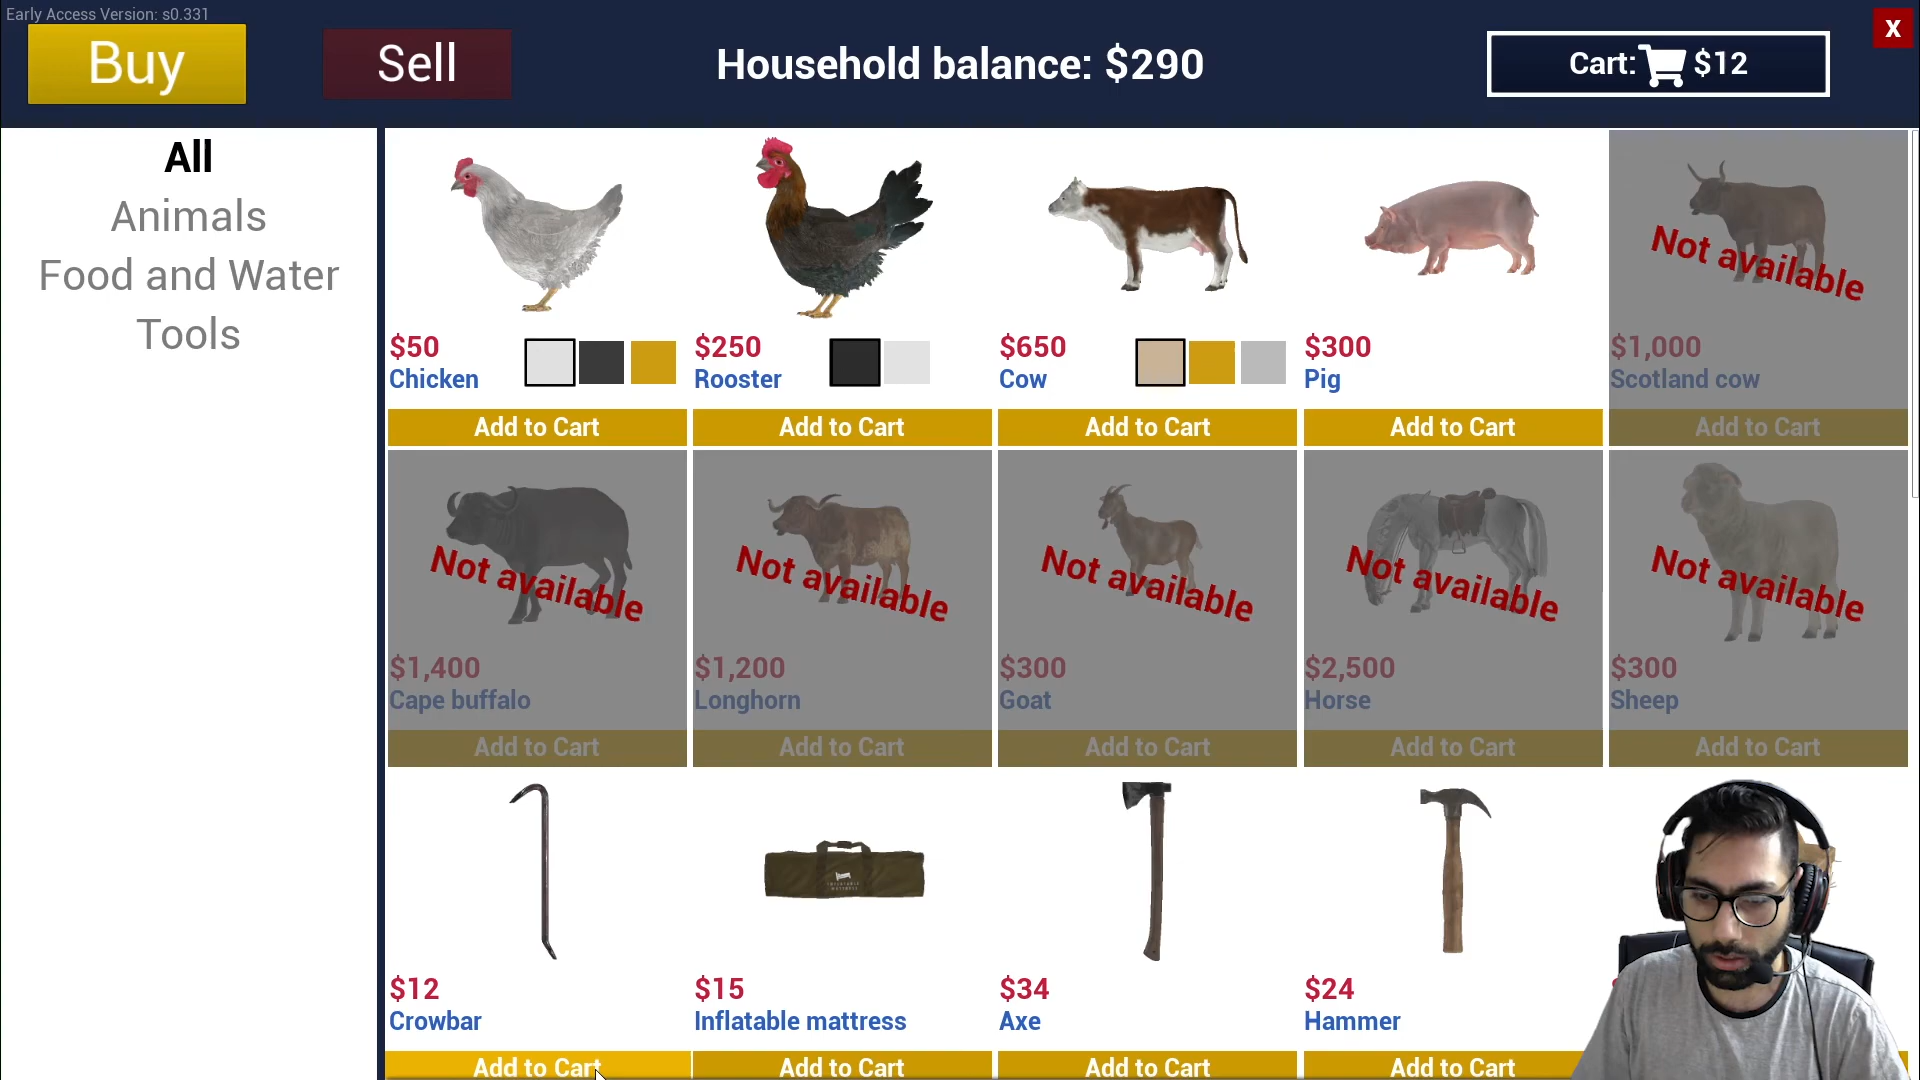 Early Access Version: s0.331
Buy
Sell
Household balance: $290
Cart: $12
X
All
Animals
Food and Water
Tools
$50
Chicken
Add to Cart
$250
Rooster
Add to Cart
$650
Cow
Add to Cart
$300
Pig
Add to Cart
Not available
$1,000
Scotland cow
Add to Cart
Not available
$1,400
Cape buffalo
Add to Cart
Not available
$1,200
Longhorn
Add to Cart
Not available
$300
Goat
Add to Cart
Not available
$2,500
Horse
Add to Cart
Not available
$300
Sheep
Add to Cart
$12
Crowbar
Add to Cart
INFLATABLE
MATTRESS
$15
Inflatable mattress
Add to Cart
$34
Axe
Add to Cart
$24
Hammer
Add to Cart